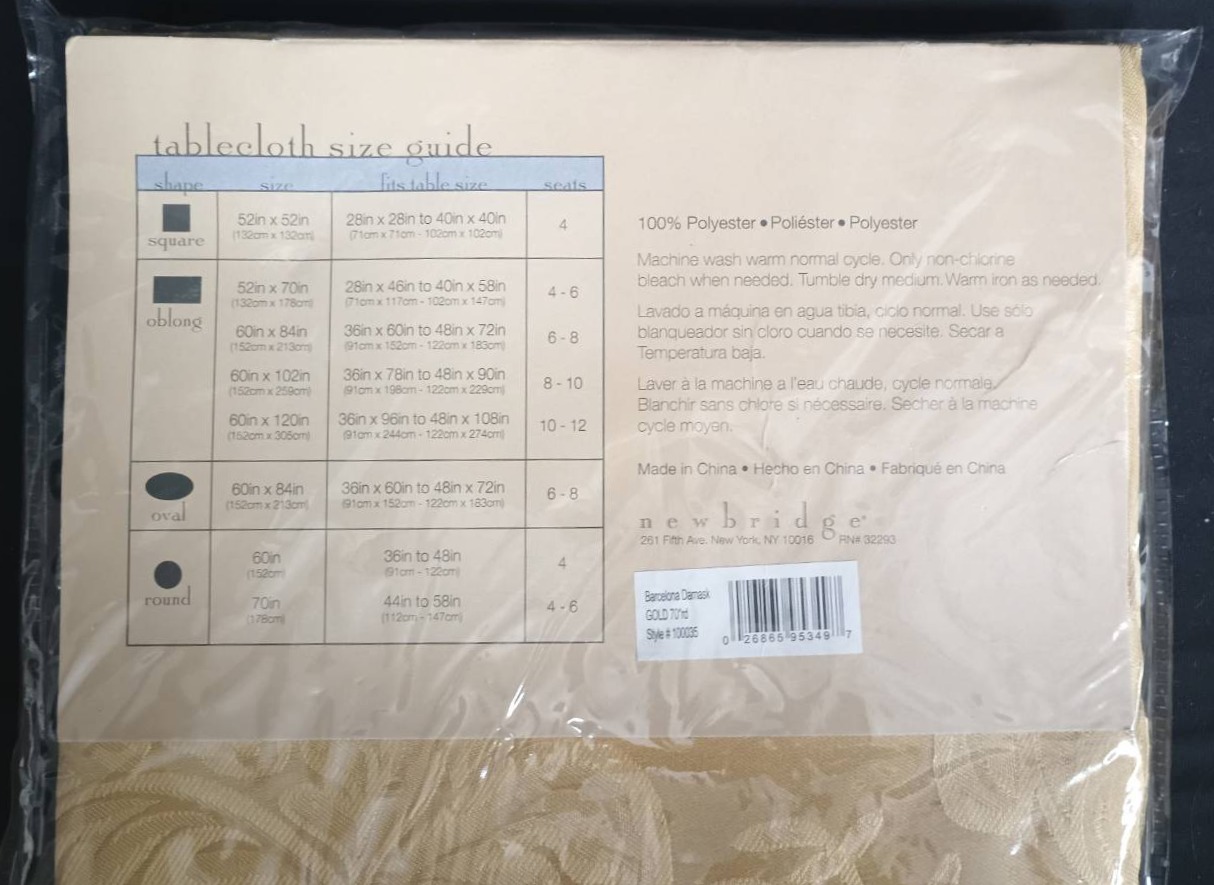 tablecloth size guide
shape size fits table size seats
square 52in x 52in 28in x 28in to 40in x 40in 4
(132cm x 132cm) (71cm x 71cm - 102cm x 102cm)
oblong 52in x 70in 28in x 46in to 40in x 58in 4 - 6
(132cm x 178cm) (71cm x 117cm - 102cm x 147cm)
60in x 84in 36in x 60in to 48in x 72in 6 - 8
(152cm x 213cm) (91cm x 152cm - 122cm x 183cm)
60in x 102in 36in x 78in to 48in x 90in 8 - 10
(152cm x 259cm) (91cm x 198cm - 122cm x 229cm)
60in x 120in 36in x 96in to 48in x 108in 10 - 12
(152cm x 305cm) (91cm x 244cm - 122cm x 274cm)
oval 60in x 84in 36in x 60in to 48in x 72in 6 - 8
(152cm x 213cm) (91cm x 152cm - 122cm x 183cm)
round 60in 36in to 48in 4
(152cm) (91cm - 122cm)
70in 44in to 58in 4 - 6
(178cm) (112cm - 147cm)
100% Polyester • Poliéster • Polyester
Machine wash warm normal cycle. Only non-chlorine
bleach when needed. Tumble dry medium. Warm iron as needed.
Lavado a máquina en agua tibia, ciclo normal. Use sólo
blanqueador sin cloro cuando se necesite. Secar a
Temperatura baja.
Laver à la machine a l'eau chaude, cycle normale.
Blanchir sans chlore si nécessaire. Secher à la machine
cycle moyen.
Made in China • Hecho en China • Fabriqué en China
newbridge®
261 Fifth Ave. New York, NY 10016 RN# 32293
Barcelona Damask
GOLD 70"rd
Style # 100035
0 26865 95349 7